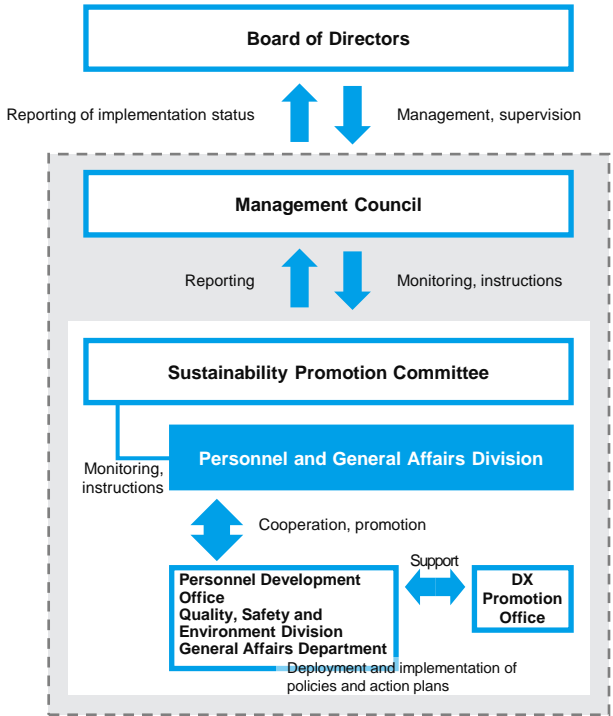 Board of Directors
Reporting of implementation status
Management, supervision
Management Council
Reporting
Monitoring, instructions
Sustainability Promotion Committee
Personnel and General Affairs Division
Monitoring,
instructions
Cooperation, promotion
Personnel Development
Office
Quality, Safety and
Environment Division
General Affairs Department
Support
DX
Promotion
Office
Deployment and implementation of
policies and action plans